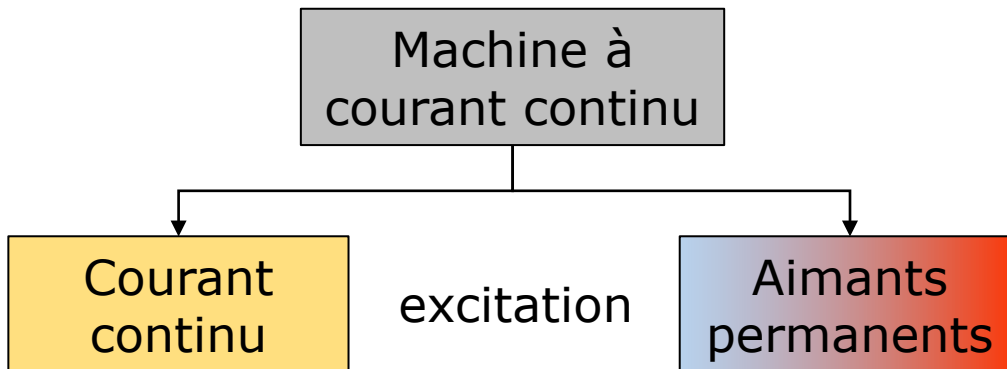 Machine à
courant continu
Courant
continu
excitation
Aimants
permanents